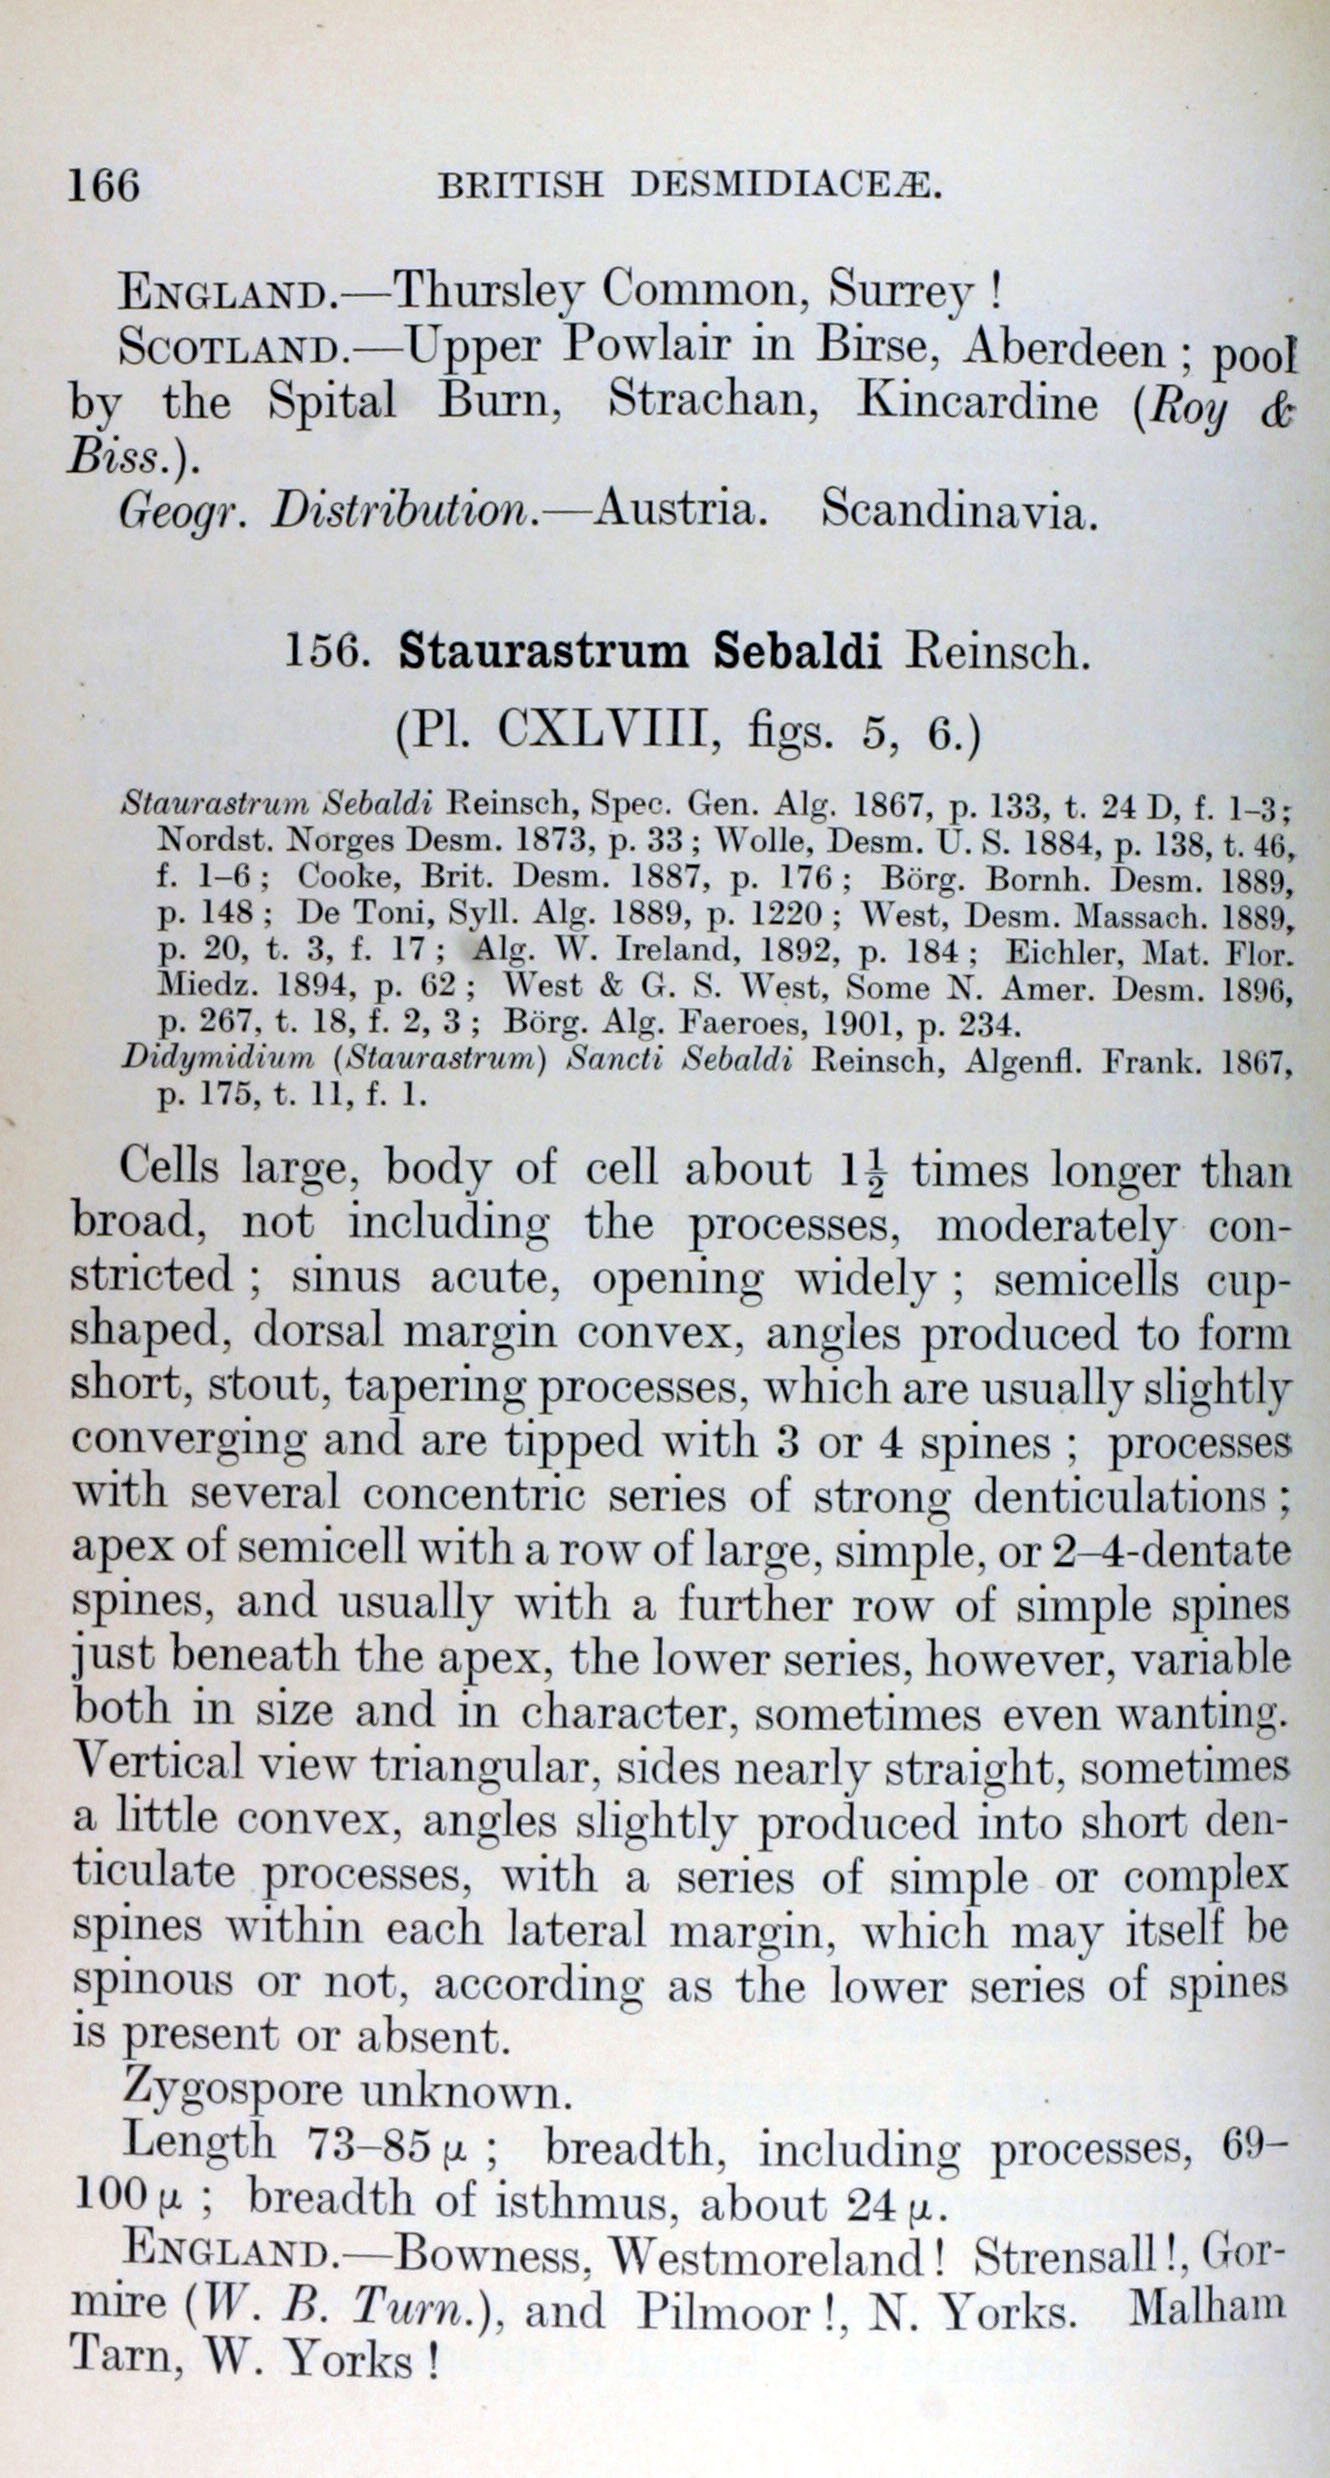 166 BRITISH DESMIDIACEÆ.
ENGLAND.—Thursley Common, Surrey !
SCOTLAND.—Upper Powlair in Birse, Aberdeen ; pool
by the Spital Burn, Strachan, Kincardine (Roy &
Biss.).
Geogr. Distribution.—Austria. Scandinavia.
156. Staurastrum Sebaldi Reinsch.
(Pl. CXLVIII, figs. 5, 6.)
Staurastrum Sebaldi Reinsch, Spec. Gen. Alg. 1867, p. 133, t. 24 D, f. 1–3;
Nordst. Norges Desm. 1873, p. 33 ; Wolle, Desm. U. S. 1884, p. 138, t. 46,
f. 1–6 ; Cooke, Brit. Desm. 1887, p. 176 ; Börg. Bornh. Desm. 1889,
p. 148 ; De Toni, Syll. Alg. 1889, p. 1220 ; West, Desm. Massach. 1889,
p. 20, t. 3, f. 17 ; Alg. W. Ireland, 1892, p. 184 ; Eichler, Mat. Flor.
Miedz. 1894, p. 62 ; West & G. S. West, Some N. Amer. Desm. 1896,
p. 267, t. 18, f. 2, 3 ; Börg. Alg. Faeroes, 1901, p. 234.
Didymidium (Staurastrum) Sancti Sebaldi Reinsch, Algenfl. Frank. 1867,
p. 175, t. 11, f. 1.
Cells large, body of cell about 1½ times longer than
broad, not including the processes, moderately con-
stricted ; sinus acute, opening widely ; semicells cup-
shaped, dorsal margin convex, angles produced to form
short, stout, tapering processes, which are usually slightly
converging and are tipped with 3 or 4 spines ; processes
with several concentric series of strong denticulations ;
apex of semicell with a row of large, simple, or 2–4-dentate
spines, and usually with a further row of simple spines
just beneath the apex, the lower series, however, variable
both in size and in character, sometimes even wanting.
Vertical view triangular, sides nearly straight, sometimes
a little convex, angles slightly produced into short den-
ticulate processes, with a series of simple or complex
spines within each lateral margin, which may itself be
spinous or not, according as the lower series of spines
is present or absent.
Zygospore unknown.
Length 73–85 μ ; breadth, including processes, 69–
100 μ ; breadth of isthmus, about 24 μ.
ENGLAND.—Bowness, Westmoreland ! Strensall !, Gor-
mire (W. B. Turn.), and Pilmoor !, N. Yorks. Malham
Tarn, W. Yorks !